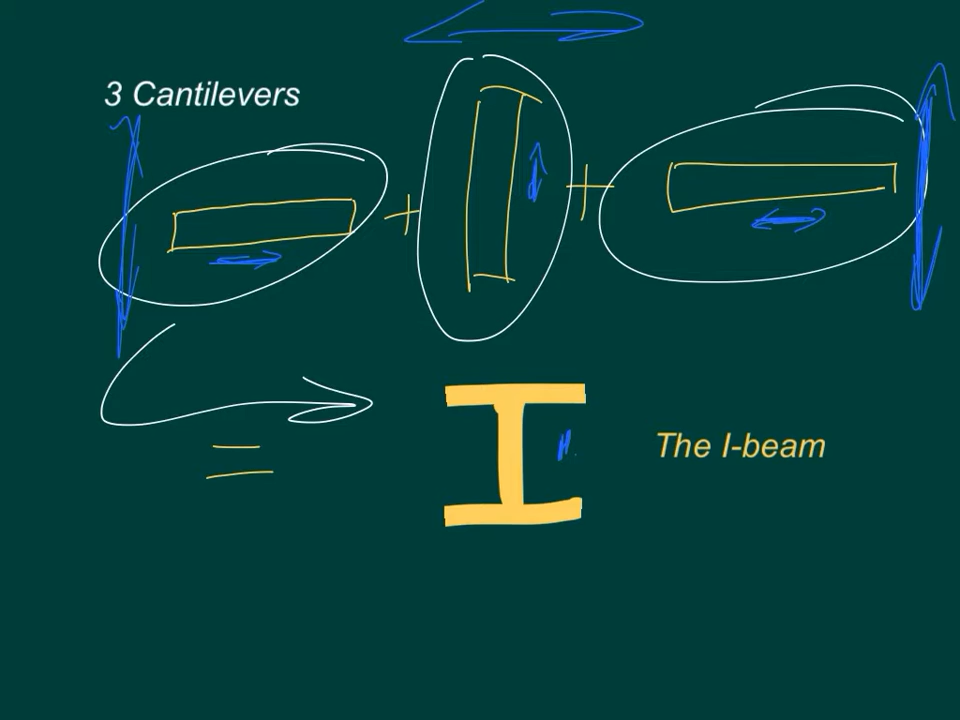 3 Cantilevers
+
+
=
I
The I-beam